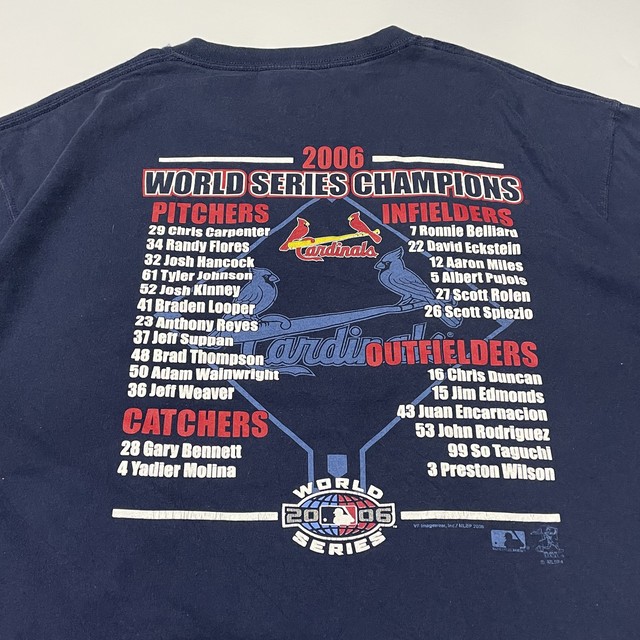 2006
WORLD SERIES CHAMPIONS
PITCHERS
29 Chris Carpenter
34 Randy Flores
32 Josh Hancock
61 Tyler Johnson
52 Josh Kinney
41 Braden Looper
23 Anthony Reyes
37 Jeff Suppan
48 Brad Thompson
50 Adam Wainwright
36 Jeff Weaver
CATCHERS
28 Gary Bennett
4 Yadier Molina
Cardinals
Cardinals
INFIELDERS
7 Ronnie Belliard
22 David Eckstein
12 Aaron Miles
5 Albert Pujols
27 Scott Rolen
26 Scott Spiezio
OUTFIELDERS
16 Chris Duncan
15 Jim Edmonds
43 Juan Encarnacion
53 John Rodriguez
99 So Taguchi
3 Preston Wilson
WORLD
20 06
SERIES